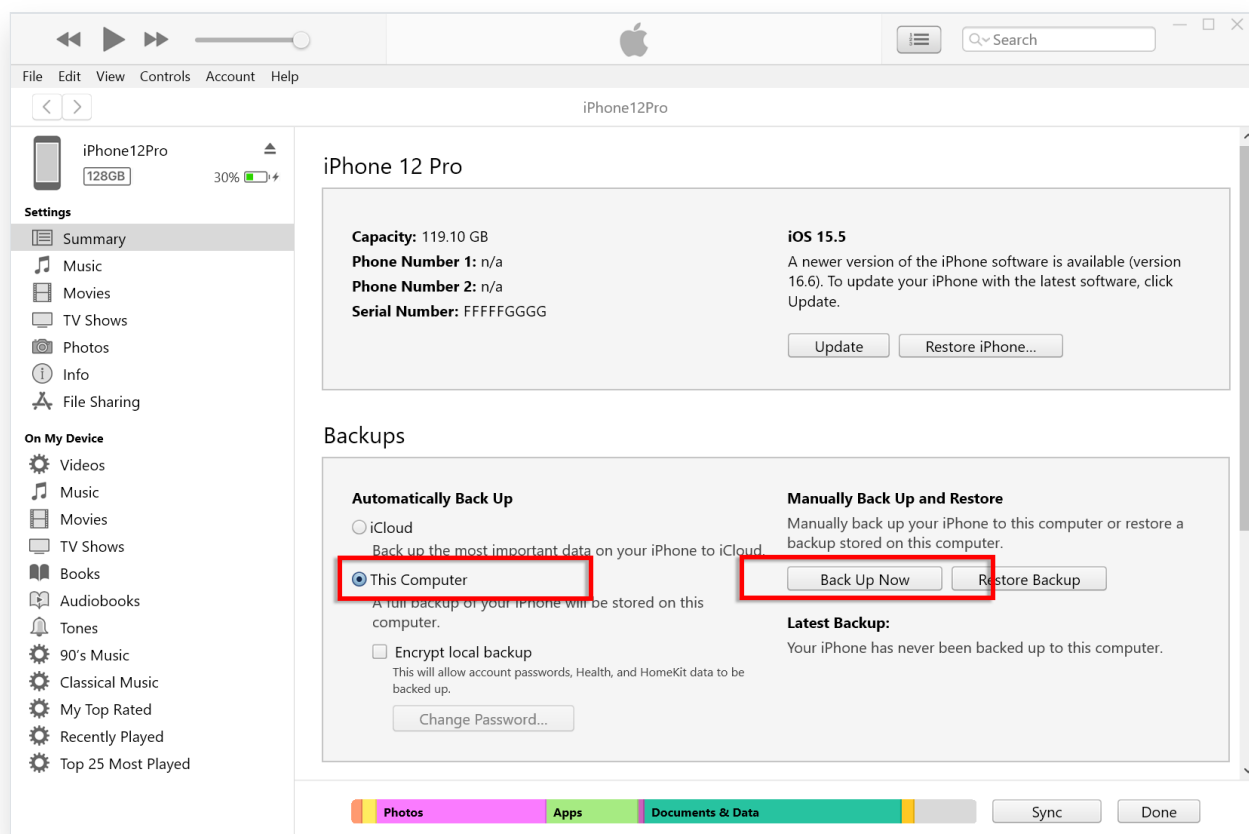 Search
File Edit View Controls Account Help
iPhone12Pro
iPhone12Pro
128GB
30%
Settings
Summary
Music
Movies
TV Shows
Photos
Info
File Sharing
On My Device
Videos
Music
Movies
TV Shows
Books
Audiobooks
Tones
90's Music
Classical Music
My Top Rated
Recently Played
Top 25 Most Played
iPhone 12 Pro
Capacity: 119.10 GB
Phone Number 1: n/a
Phone Number 2: n/a
Serial Number: FFFFFGGGG
iOS 15.5
A newer version of the iPhone software is available (version
16.6). To update your iPhone with the latest software, click
Update.
Update
Restore iPhone...
Backups
Automatically Back Up
iCloud
Back up the most important data on your iPhone to iCloud.
This Computer
A full backup of your iPhone will be stored on this
computer.
Encrypt local backup
This will allow account passwords, Health, and HomeKit data to be
backed up.
Change Password...
Manually Back Up and Restore
Manually back up your iPhone to this computer or restore a
backup stored on this computer.
Back Up Now
Restore Backup
Latest Backup:
Your iPhone has never been backed up to this computer.
Photos
Apps
Documents & Data
Sync
Done